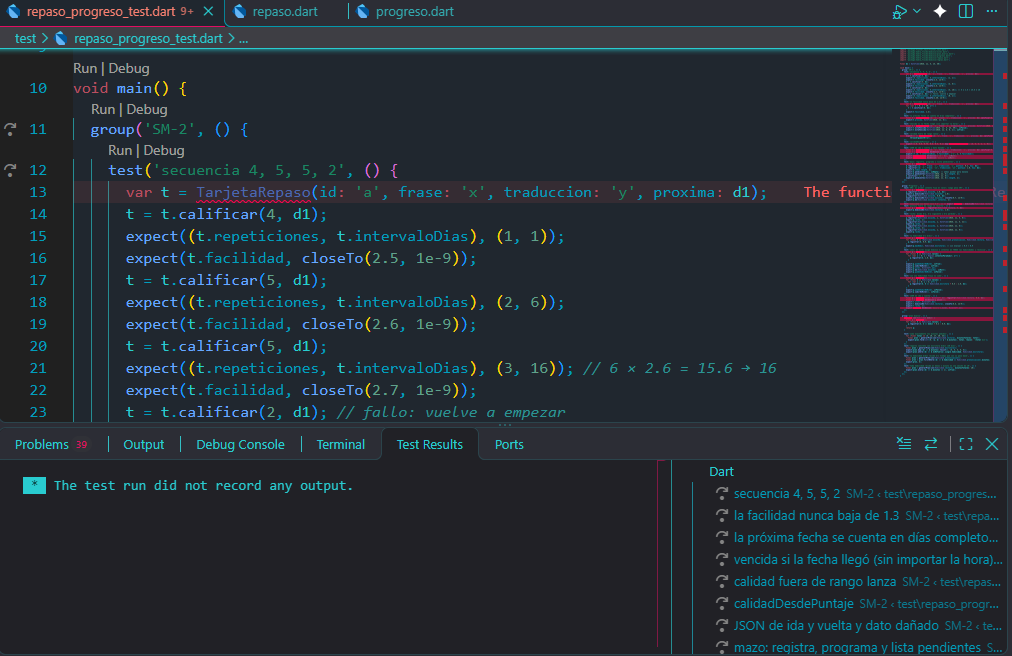 repaso_progreso_test.dart 9+ repaso.dart progreso.dart
test > repaso_progreso_test.dart > ...
Run | Debug
10 void main() {
Run | Debug
11 group('SM-2', () {
Run | Debug
12 test('secuencia 4, 5, 5, 2', () {
13 var t = TarjetaRepaso(id: 'a', frase: 'x', traduccion: 'y', proxima: d1); The functi
14 t = t.calificar(4, d1);
15 expect((t.repeticiones, t.intervaloDias), (1, 1));
16 expect(t.facilidad, closeTo(2.5, 1e-9));
17 t = t.calificar(5, d1);
18 expect((t.repeticiones, t.intervaloDias), (2, 6));
19 expect(t.facilidad, closeTo(2.6, 1e-9));
20 t = t.calificar(5, d1);
21 expect((t.repeticiones, t.intervaloDias), (3, 16)); // 6 × 2.6 = 15.6 → 16
22 expect(t.facilidad, closeTo(2.7, 1e-9));
23 t = t.calificar(2, d1); // fallo: vuelve a empezar
Problems 39 Output Debug Console Terminal Test Results Ports
* The test run did not record any output.
Dart
secuencia 4, 5, 5, 2 SM-2 ‹ test\repaso_progres...
la facilidad nunca baja de 1.3 SM-2 ‹ test\repa...
la próxima fecha se cuenta en días completo...
vencida si la fecha llegó (sin importar la hora)...
calidad fuera de rango lanza SM-2 ‹ test\repas...
calidadDesdePuntaje SM-2 ‹ test\repaso_progr...
JSON de ida y vuelta y dato dañado SM-2 ‹ te...
mazo: registra, programa y lista pendientes S...